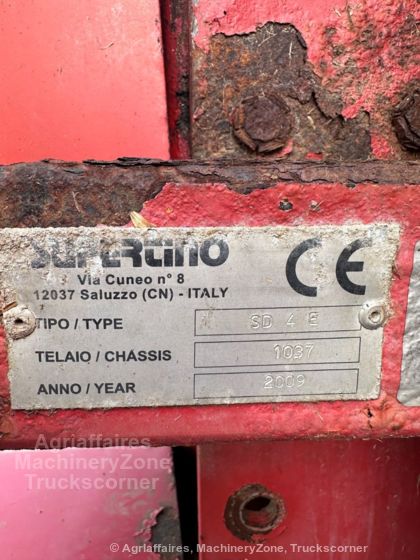 SUPERTINO
Via Cuneo n° 8
12037 Saluzzo (CN) - ITALY
CE
TIPO / TYPE SD 4 E
TELAIO / CHÂSSIS 1037
ANNO / YEAR 2009
Agriaffaires
MachineryZone
Truckscorner
© Agriaffaires, MachineryZone, Truckscorner